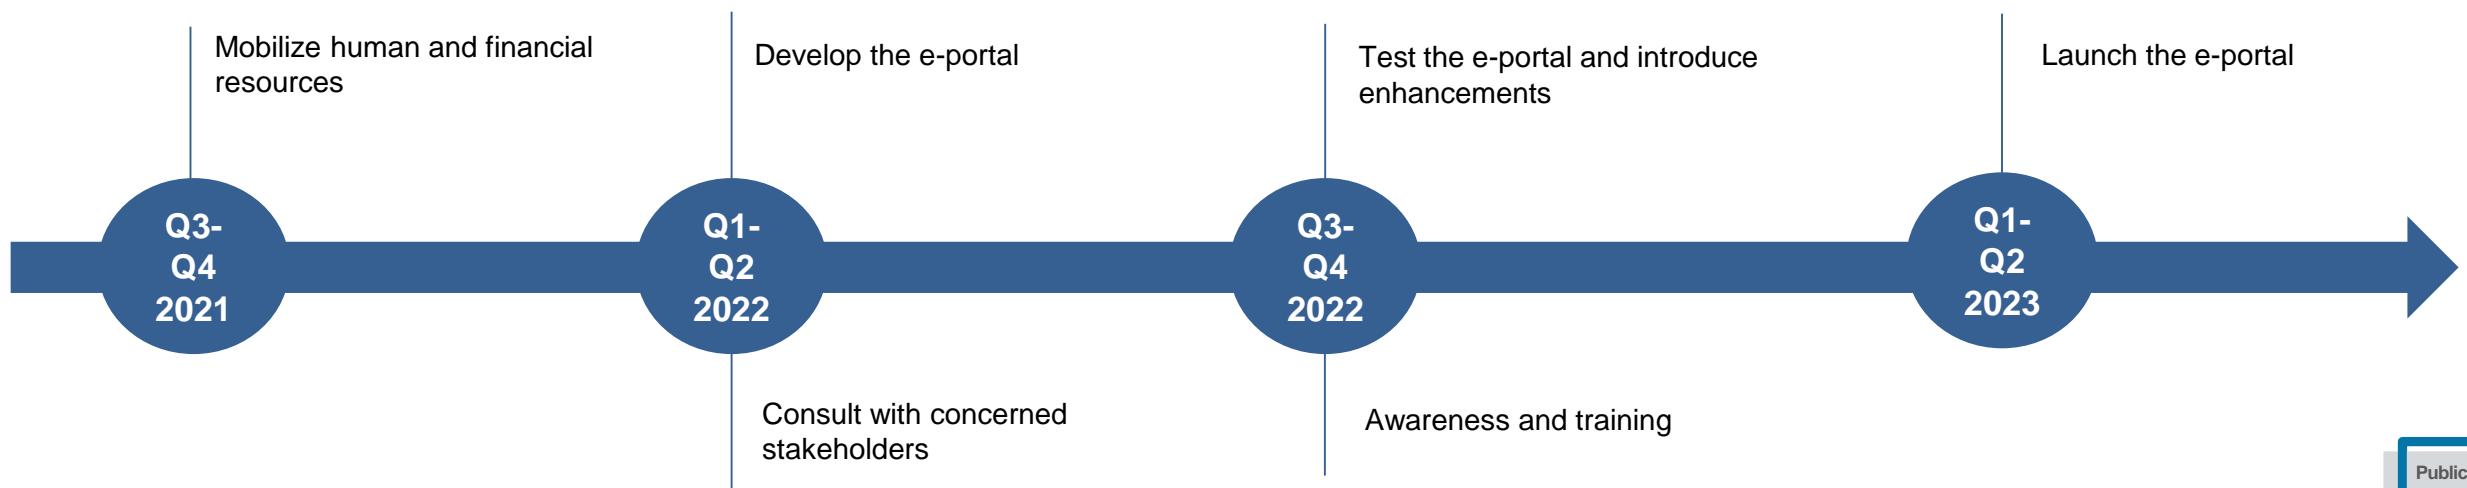 Mobilize human and financial
resources
Develop the e-portal
Test the e-portal and introduce
enhancements
Launch the e-portal
Q3-
Q4
2021
Q1-
Q2
2022
Q3-
Q4
2022
Q1-
Q2
2023
Consult with concerned
stakeholders
Awareness and training
Public